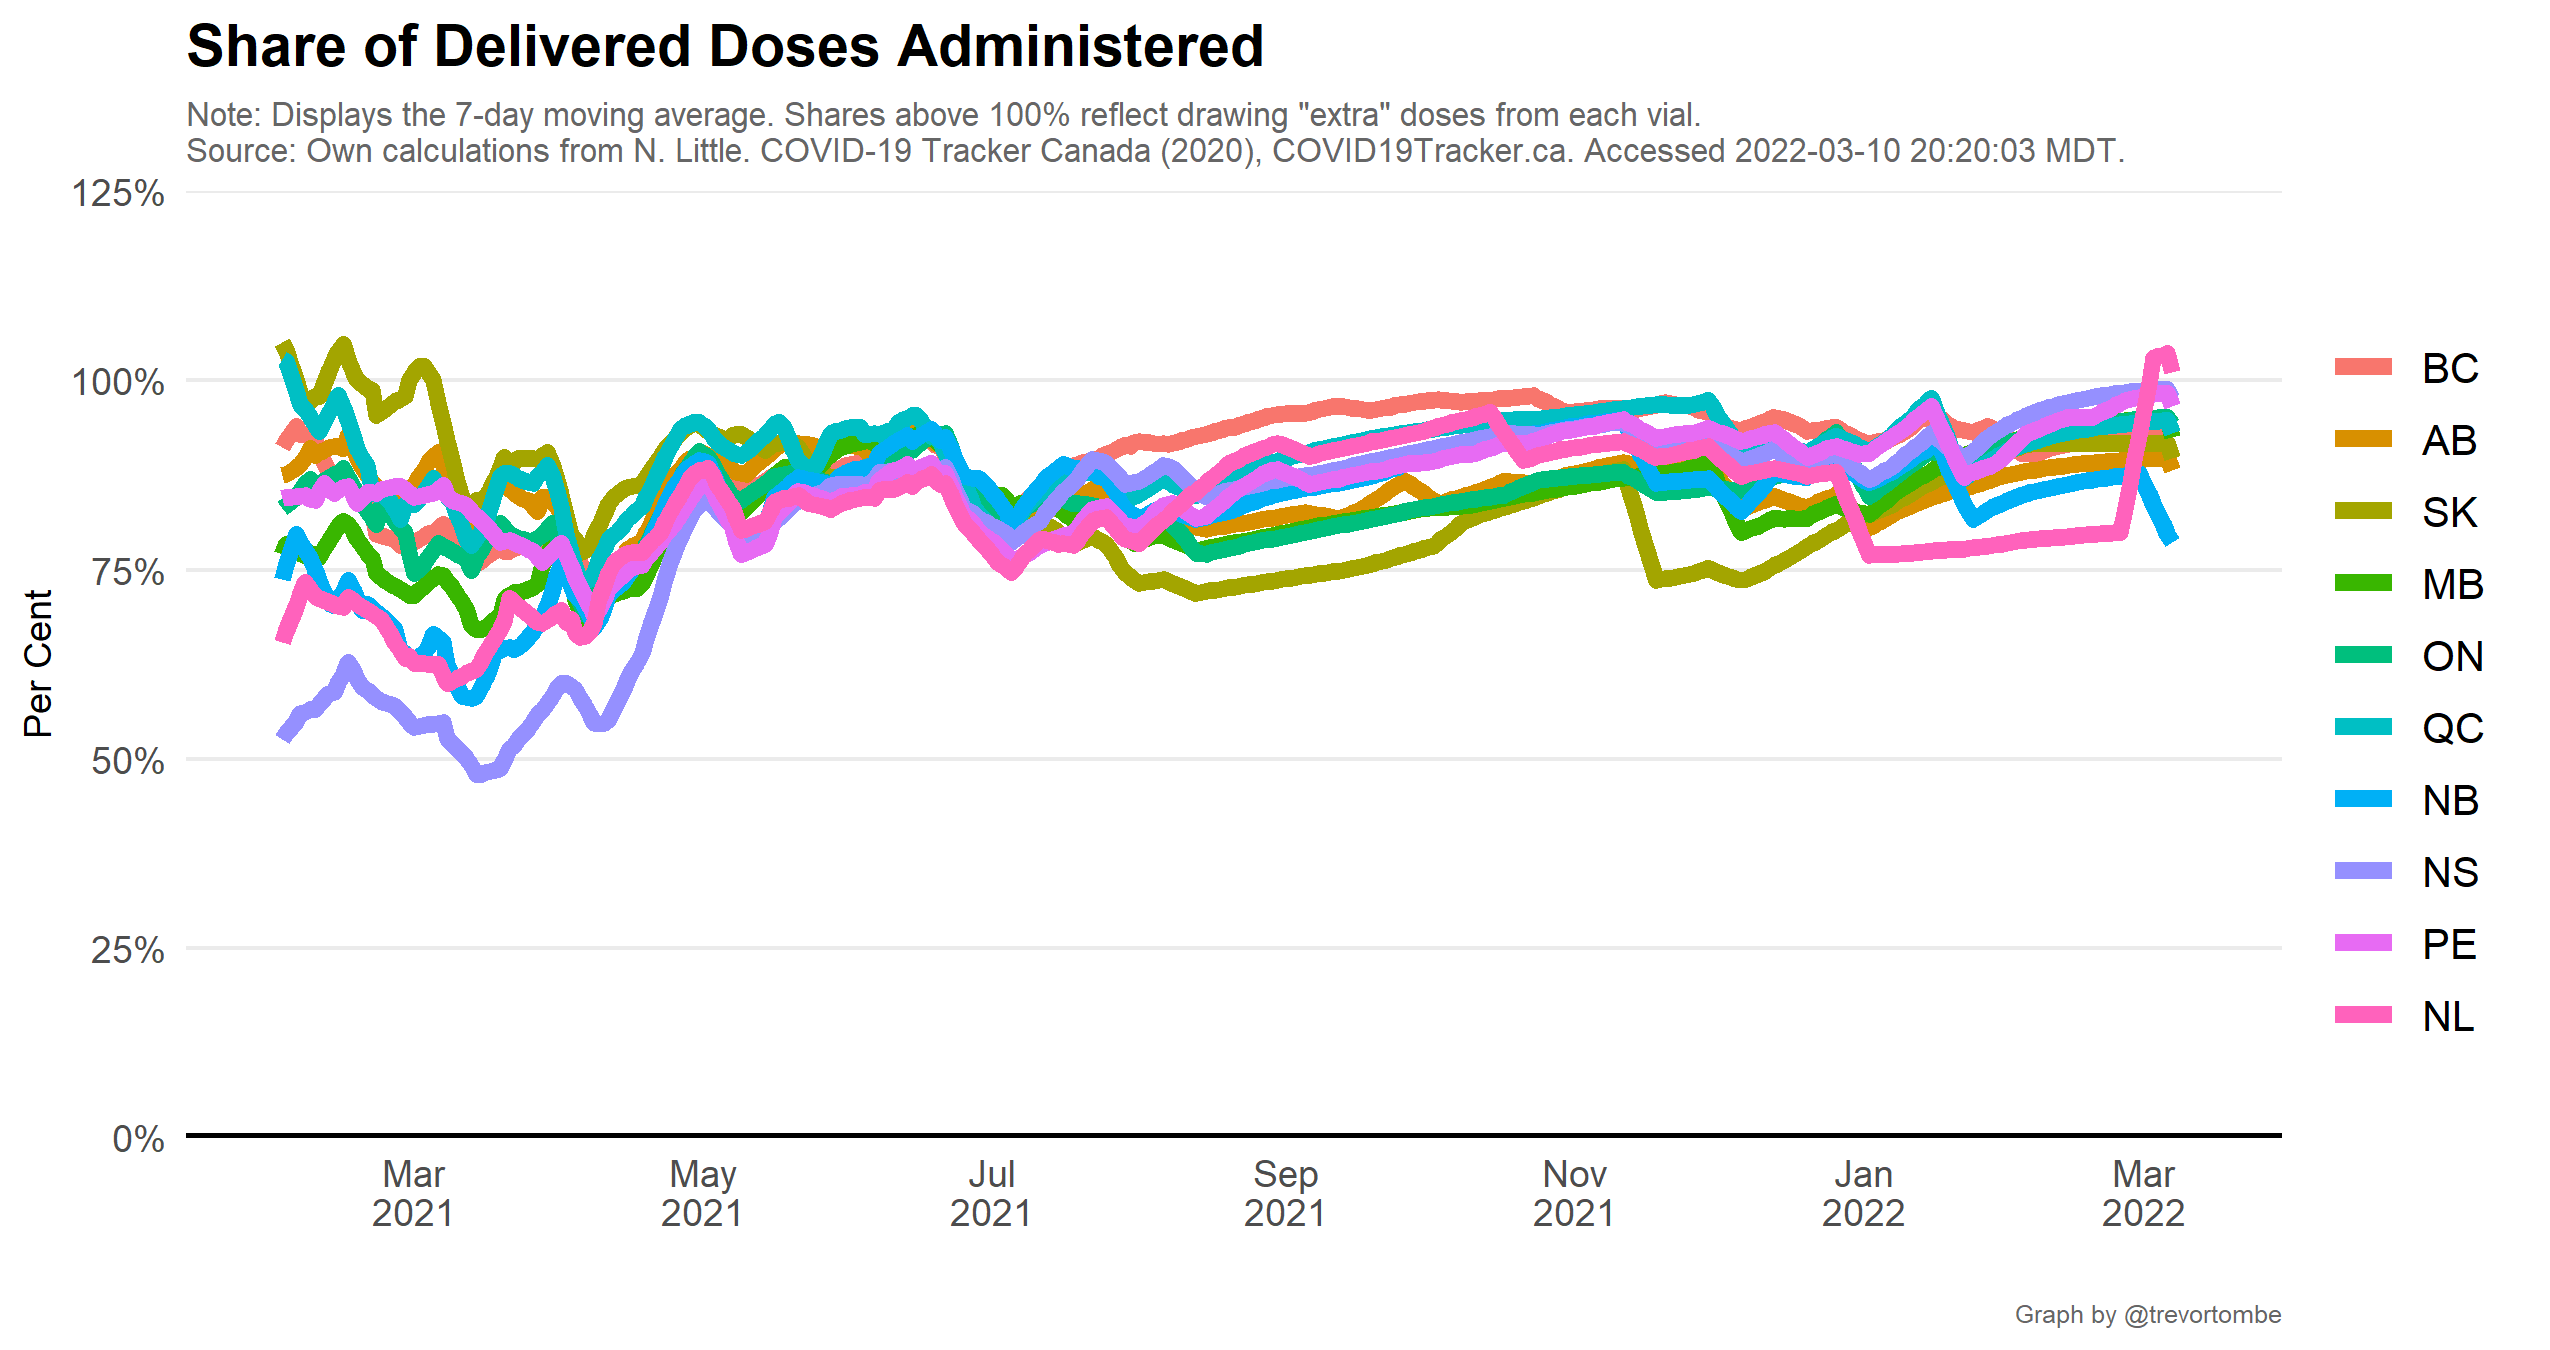 Share of Delivered Doses Administered
Note: Displays the 7-day moving average. Shares above 100% reflect drawing "extra" doses from each vial.
Source: Own calculations from N. Little. COVID-19 Tracker Canada (2020), COVID19Tracker.ca. Accessed 2022-03-10 20:20:03 MDT.
125%
100%
75%
50%
25%
0%
Per Cent
Mar
2021
May
2021
Jul
2021
Sep
2021
Nov
2021
Jan
2022
Mar
2022
BC
AB
SK
MB
ON
QC
NB
NS
PE
NL
Graph by @trevortombe